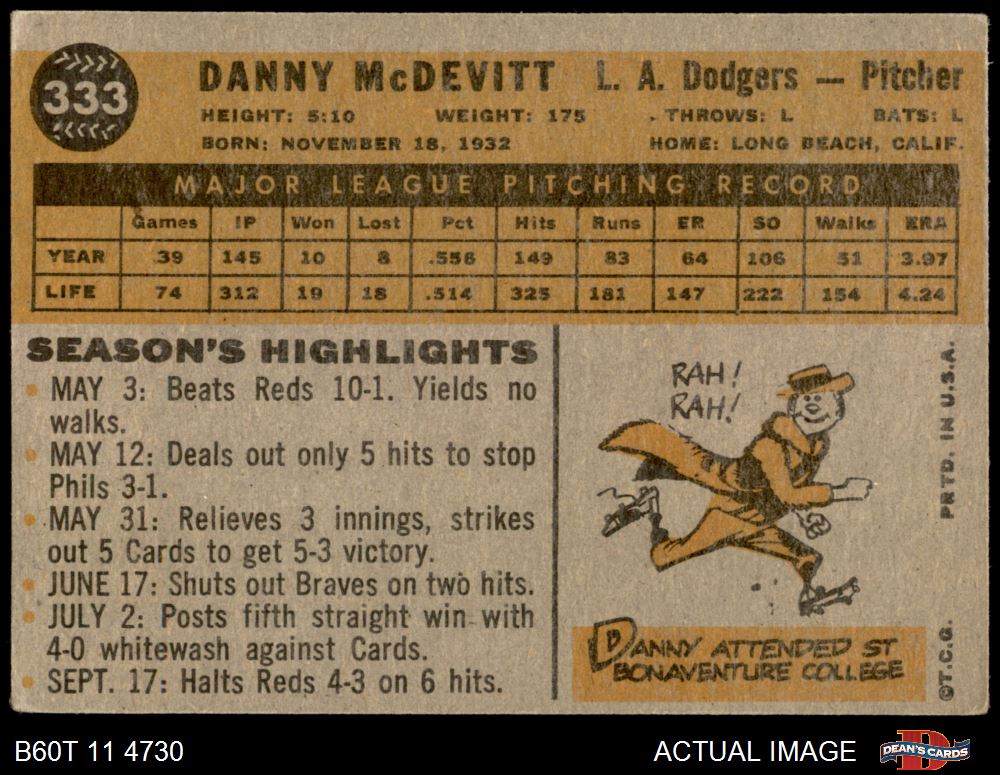 333
DANNY McDEVITT L. A. Dodgers — Pitcher
HEIGHT: 5:10 WEIGHT: 175 THROWS: L BATS: L
BORN: NOVEMBER 18, 1932 HOME: LONG BEACH, CALIF.
MAJOR LEAGUE PITCHING RECORD
Games IP Won Lost Pct Hits Runs ER SO Walks ERA
YEAR 39 145 10 8 .556 149 83 64 106 51 3.97
LIFE 74 312 19 18 .514 325 181 147 222 154 4.24
SEASON'S HIGHLIGHTS
• MAY 3: Beats Reds 10-1. Yields no
walks.
• MAY 12: Deals out only 5 hits to stop
Phils 3-1.
• MAY 31: Relieves 3 innings, strikes
out 5 Cards to get 5-3 victory.
• JUNE 17: Shuts out Braves on two hits.
• JULY 2: Posts fifth straight win with
4-0 whitewash against Cards.
• SEPT. 17: Halts Reds 4-3 on 6 hits.
RAH!
RAH!
DANNY ATTENDED ST
BONAVENTURE COLLEGE
©T.C.G. PRTD. IN U.S.A.
B60T 11 4730 ACTUAL IMAGE DEAN'S CARDS